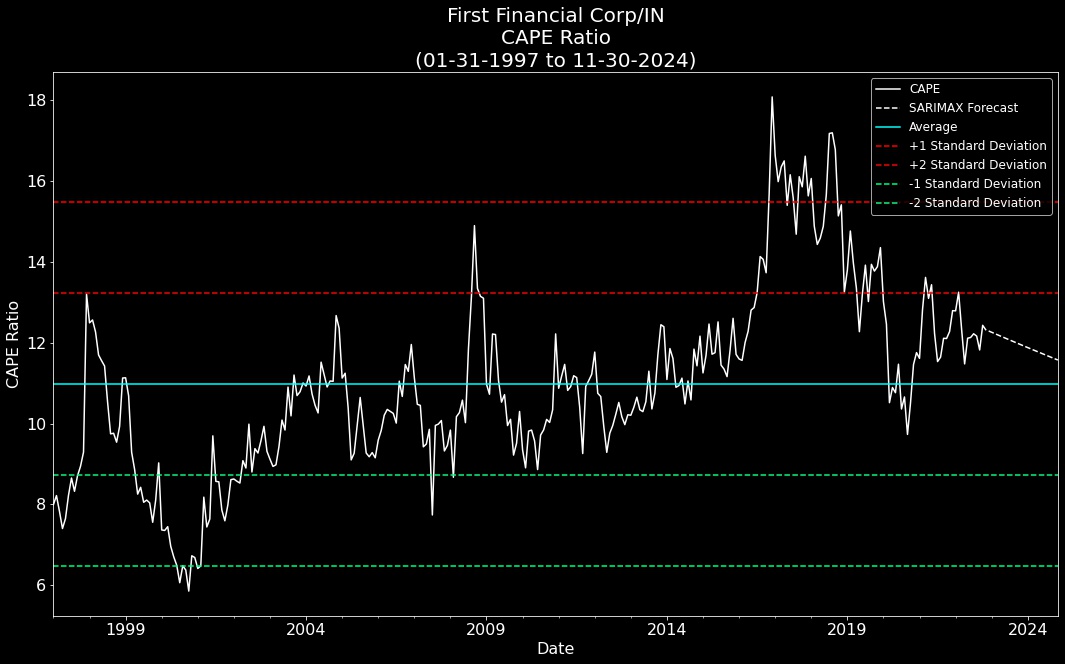 First Financial Corp/IN
CAPE Ratio
(01-31-1997 to 11-30-2024)
CAPE
SARIMAX Forecast
Average
+1 Standard Deviation
+2 Standard Deviation
-1 Standard Deviation
-2 Standard Deviation
CAPE Ratio
18
16
14
12
10
8
6
1999
2004
2009
2014
2019
2024
Date